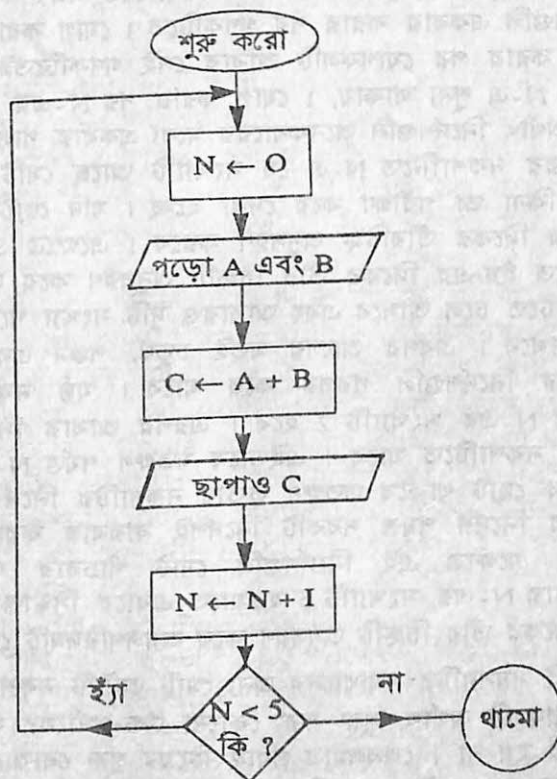 শুরু করো
N ← O
পড়ো A এবং B
C ← A + B
ছাপাও C
N ← N + I
হ্যাঁ
N < 5
কি ?
না
থামো